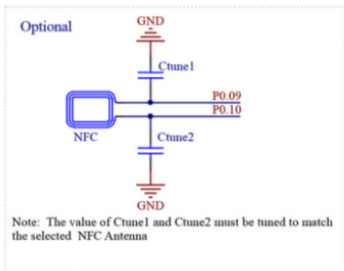 Optional
GND
Ctune1
P0.09
P0.10
NFC
Ctune2
GND
Note: The value of Ctune1 and Ctune2 must be tuned to match
the selected NFC Antenna